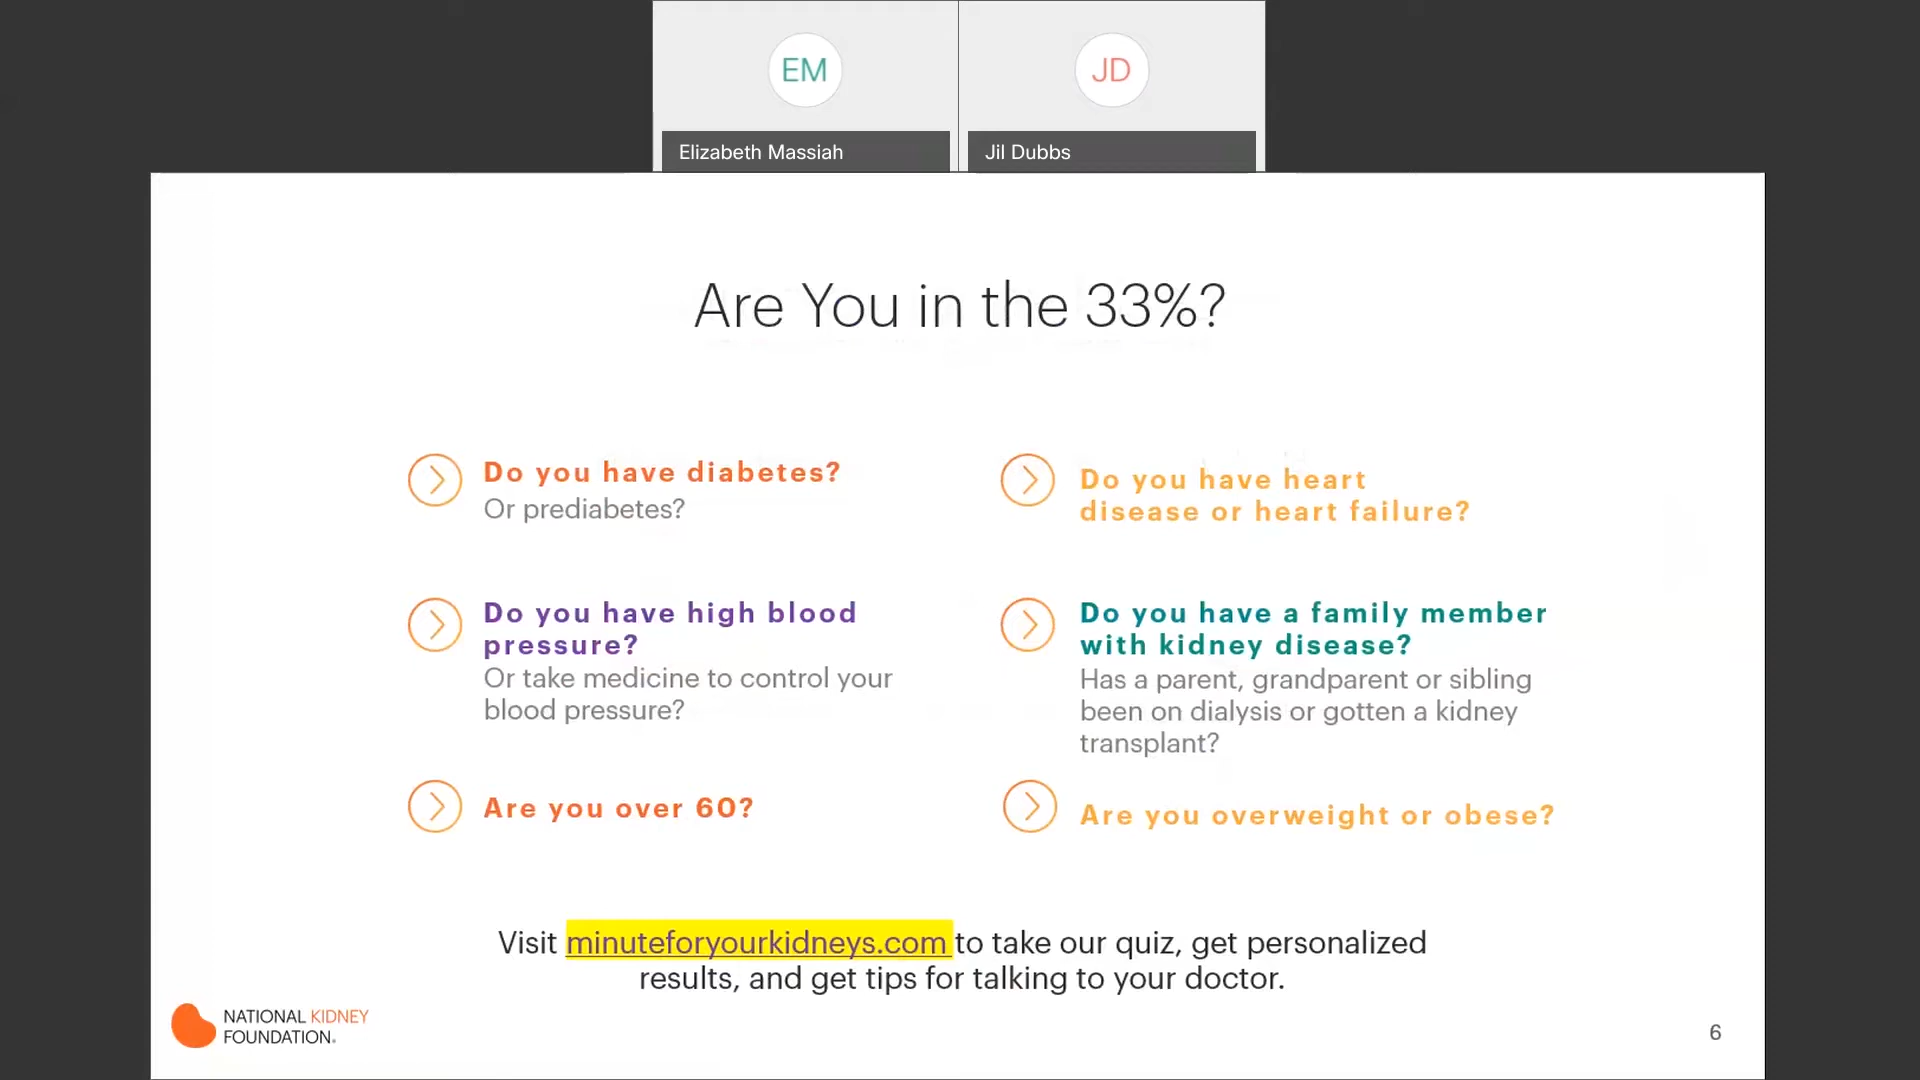 EM
JD
Elizabeth Massiah
Jil Dubbs
Are You in the 33%?
Do you have diabetes?
Or prediabetes?
Do you have heart
disease or heart failure?
Do you have high blood
pressure?
Or take medicine to control your
blood pressure?
Do you have a family member
with kidney disease?
Has a parent, grandparent or sibling
been on dialysis or gotten a kidney
transplant?
Are you over 60?
Are you overweight or obese?
Visit minuteforyourkidneys.com to take our quiz, get personalized
results, and get tips for talking to your doctor.
NATIONAL KIDNEY
FOUNDATION®
6